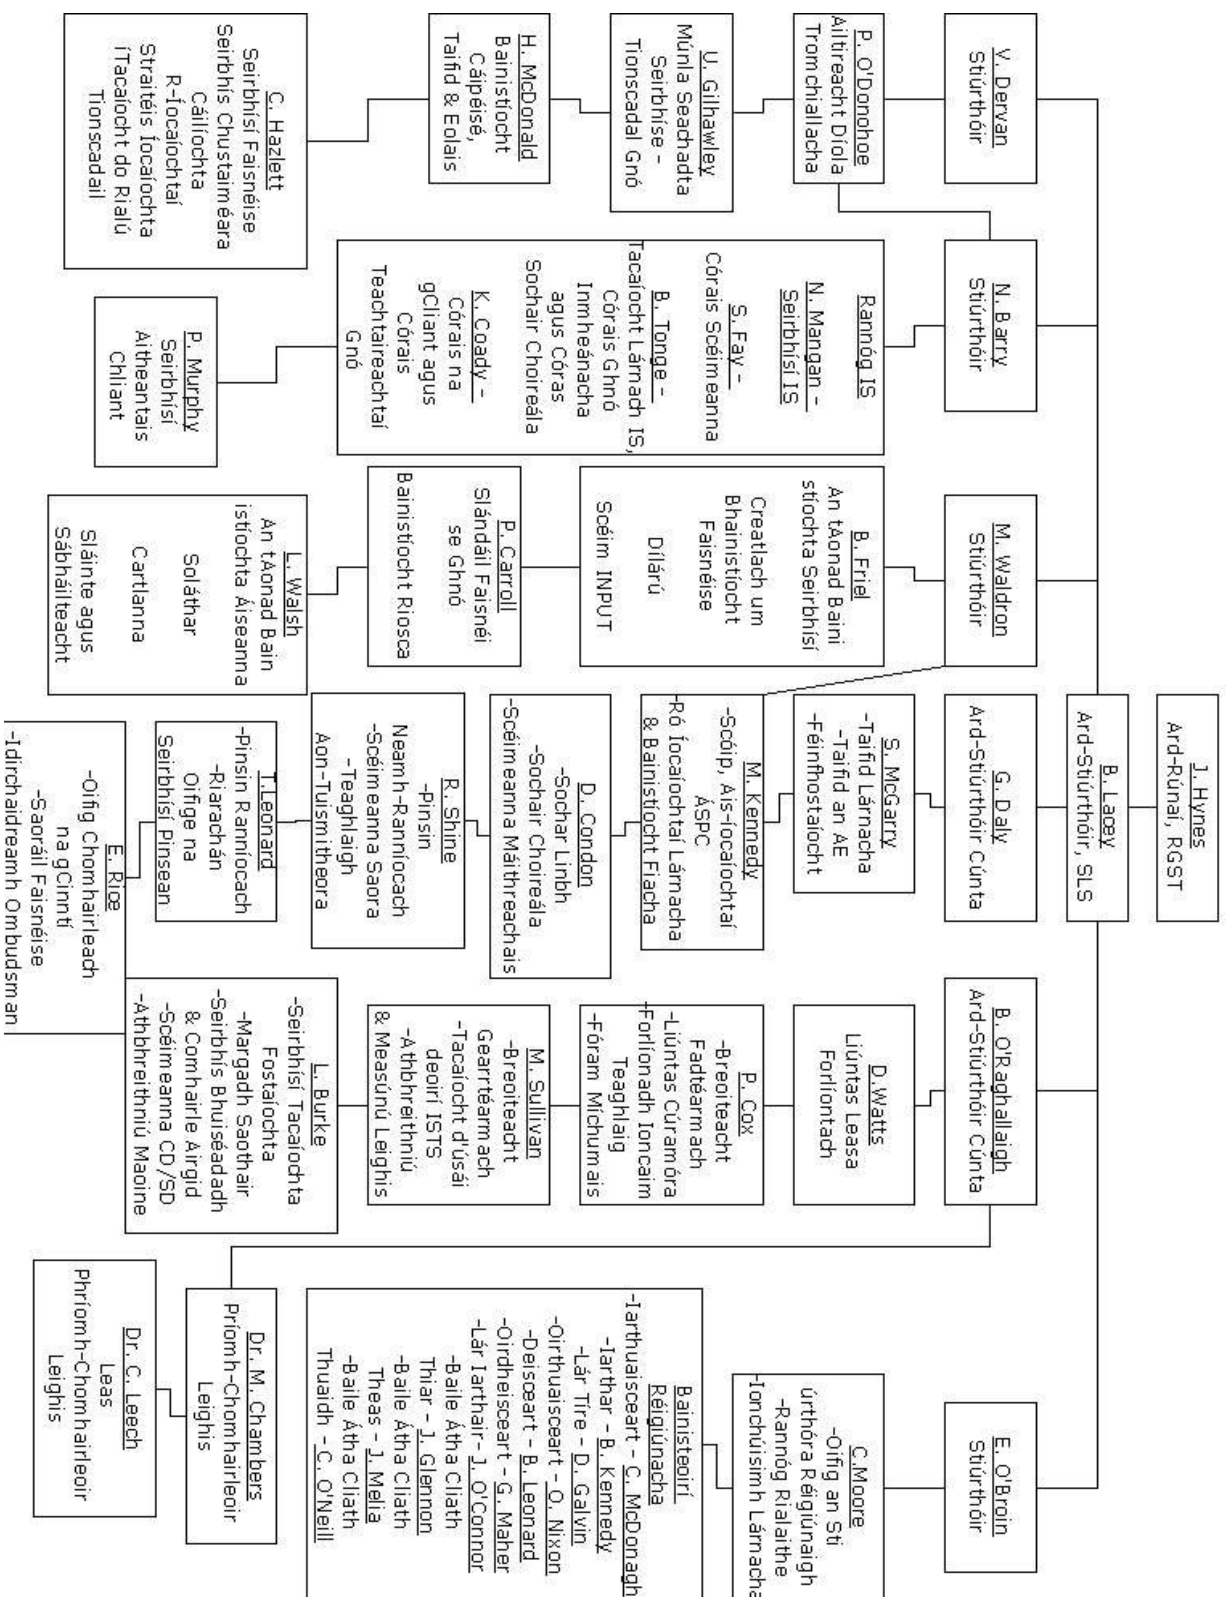 J. Hynes
Ard-Rúnaí, RGST
B. Lacey
Ard-Stiúrthóir, SLS
V. Dervan
Stiúrthóir
P. O'Donohoe
Ailtireacht Díola
Tromchiallacha
U. Gilhawley
Múnla Seachadta
Seirbhíse -
Tionscadal Gnó
H. McDonald
Bainistíocht
Cáipéisé,
Taifid & Eolais
C. Hazlett
Seirbhísí Faisnéise
Seirbhís Chustaiméara
Cáilíochta
R-Íocaíochtaí
Straitéis Íocaíochta
íTacaíocht do Rialú
Tionscadail
N. Barry
Stiúrthóir
Rannóg IS
N. Mangan -
Seirbhísí IS
S. Fay -
Córais Scéimeanna
B. Tonge -
Tacaíocht Lárnach IS,
Córais Ghnó
Inmheánacha
agus Córas
Sochair Choireála
K. Coady -
Córais na
gCliant agus
Córais
Teachtaireachtaí
Gnó
P. Murphy
Seirbhísí
Aitheantais
Chliant
M. Waldron
Stiúrthóir
B. Friel
An tAonad Baini
stíochta Seirbhísí
Creatlach um
Bhainistíocht
Faisnéise
Dílárú
Scéim INPUT
P. Carroll
Slándáil Faisnéi
se Ghnó
Bainistíocht Riosca
L. Walsh
An tAonad Bain
istíochta Áiseanna
Soláthar
Cartlanna
Sláinte agus
Sábháilteacht
G. Daly
Ard-Stiúrthóir Cúnta
S. McGarry
-Taifid Lárnacha
-Taifid an AE
-Féinfhostaíocht
M. Kennedy
-Scóip, Ais-íocaíochtaí
ÁSPC
-Ró Íocaíochtaí Lárnacha
& Bainistíocht Fiacha
D. Condon
-Sochar Linbh
-Sochair Choireála
-Scéimeanna Máithreachais
R. Shine
-Pinsin
Neamh-Ranníocach
-Scéimeanna Saora
-Teaghlaigh
Aon-Tuismitheora
T.Leonard
-Pinsin Ranníocach
-Riarachán
Oifige na
Seirbhísí Pinsean
E. Rice
-Oifig Chomhairleach
na gCinntí
-Saoráil Faisnéise
-Idirchaidreamh Ombudsman
B. O'Raghallaigh
Ard-Stiúrthóir Cúnta
D.Watts
Liúntas Leasa
Forlíontach
P. Cox
-Breoiteacht
Fadtéarmach
-Liúntas Cúramóra
-Forlíonadh Ioncaim
Teaghlaig
-Fóram Míchumais
M. Sullivan
-Breoiteacht
Gearrtéarmach
-Tacaíocht d'úsái
deoirí ISTS
-Athbhreithniú
& Measúnú Leighis
L. Burke
-Seirbhísí Tacaíochta
Fostaíochta
-Margadh Saothair
-Seirbhís Bhuiséadadh
& Comhairle Airgid
-Scéimeanna CD/SD
-Athbhreithniú Maoine
Dr. M. Chambers
Príomh-Chomhairleoir
Leighis
Dr. C. Leech
Leas
Phríomh-Chomhairleoir
Leighis
E. O'Broin
Stiúrthóir
C.Moore
-Oifig an Sti
úrthóra Réigiúnaigh
-Rannóg Rialaithe
-Ionchúisimh Lárnacha
Bainisteoirí
Réigiúnacha
-Iarthuaisceart - C. McDonagh
-Iarthar - B. Kennedy
-Lár Tíre - D. Galvin
-Oirthuaisceart - O. Nixon
-Deisceart - B. Leonard
-Oirdheisceart - G. Maher
-Lár Iarthair - J. O'Connor
-Baile Átha Cliath
Thiar - J. Glennon
-Baile Átha Cliath
Theas - J. Melia
-Baile Átha Cliath
Thuaidh - C. O'Neill